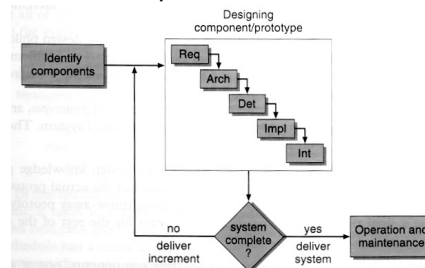 Designing
component/prototype
Identify
components
Req
Arch
Det
Impl
Int
no
deliver
increment
system
complete
?
yes
deliver
system
Operation and
maintenance